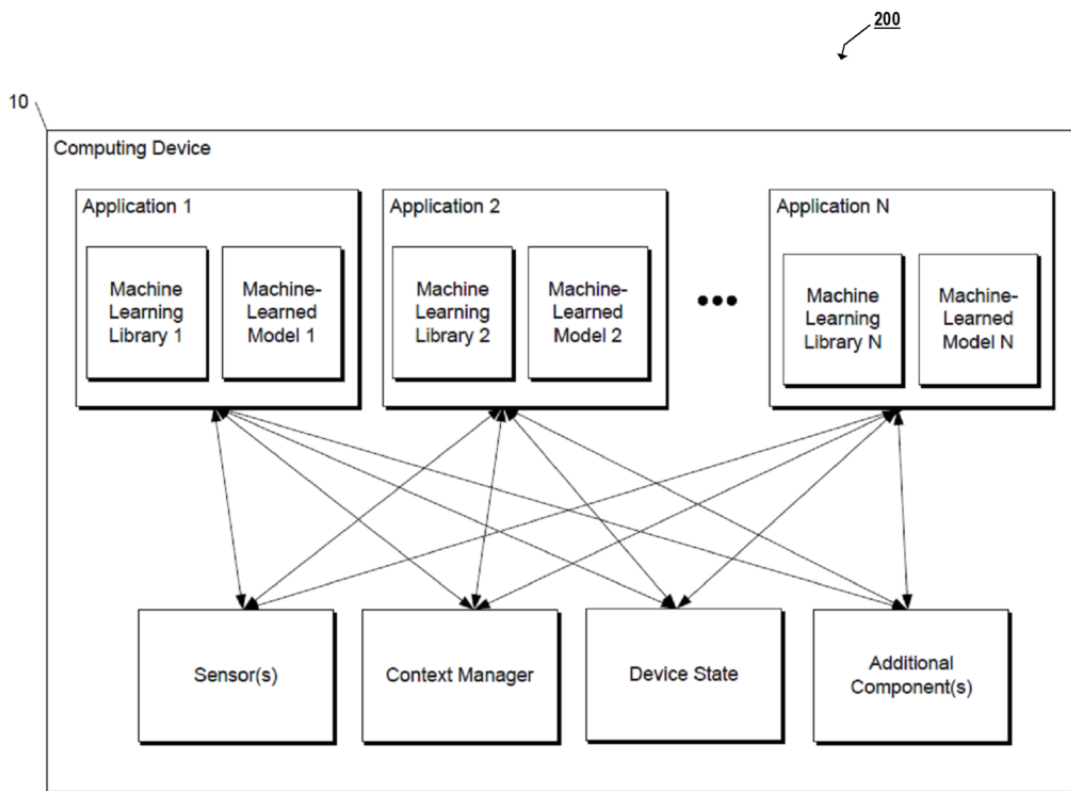 200
10
Computing Device
Application 1
Machine
Learning
Library 1
Machine-
Learned
Model 1
Application 2
Machine
Learning
Library 2
Machine-
Learned
Model 2
•••
Application N
Machine
Learning
Library N
Machine-
Learned
Model N
Sensor(s)
Context Manager
Device State
Additional
Component(s)